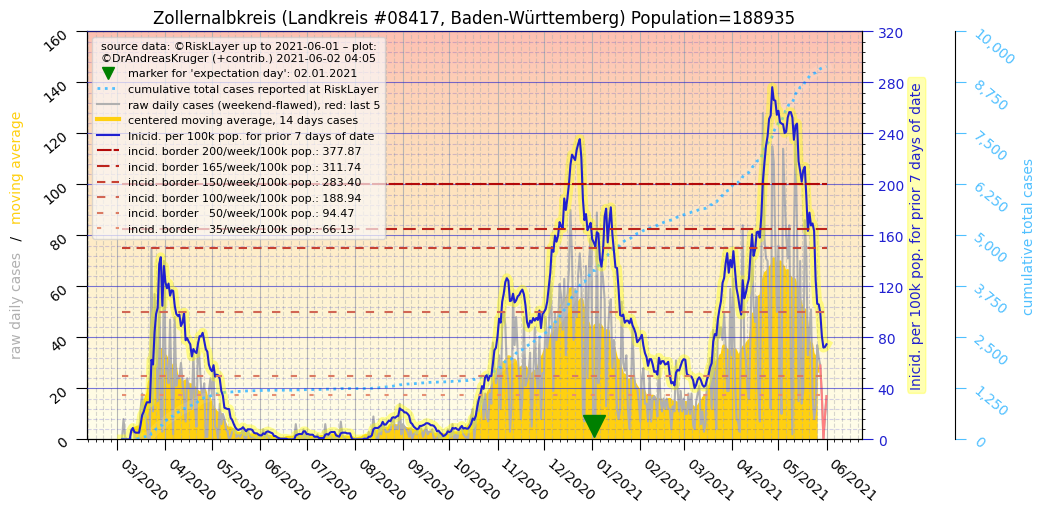 Zollernalbkreis (Landkreis #08417, Baden-Württemberg) Population=188935
source data: ©RiskLayer up to 2021-06-01 – plot:
©DrAndreasKruger (+contrib.) 2021-06-02 04:05
marker for 'expectation day': 02.01.2021
cumulative total cases reported at RiskLayer
raw daily cases (weekend-flawed), red: last 5
centered moving average, 14 days cases
Inicid. per 100k pop. for prior 7 days of date
incid. border 200/week/100k pop.: 377.87
incid. border 165/week/100k pop.: 311.74
incid. border 150/week/100k pop.: 283.40
incid. border 100/week/100k pop.: 188.94
incid. border   50/week/100k pop.: 94.47
incid. border   35/week/100k pop.: 66.13
raw daily cases / moving average
160
140
120
100
80
60
40
20
0
03/2020
04/2020
05/2020
06/2020
07/2020
08/2020
09/2020
10/2020
11/2020
12/2020
01/2021
02/2021
03/2021
04/2021
05/2021
06/2021
320
280
240
200
160
120
80
40
0
Inicid. per 100k pop. for prior 7 days of date
10,000
8,750
7,500
6,250
5,000
3,750
2,500
1,250
0
cumulative total cases